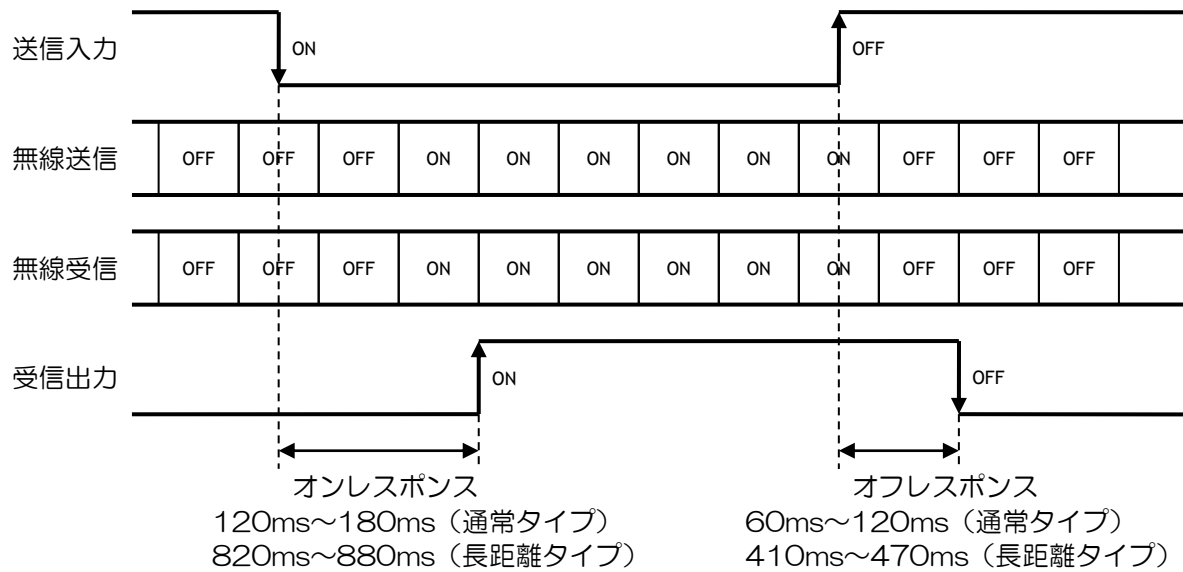 送信入力
ON
OFF
無線送信
OFF OFF OFF ON ON ON ON ON ON OFF OFF OFF
無線受信
OFF OFF OFF ON ON ON ON ON ON OFF OFF OFF
受信出力
ON
OFF
オンレスポンス
120ms～180ms（通常タイプ）
820ms～880ms（長距離タイプ）
オフレスポンス
60ms～120ms（通常タイプ）
410ms～470ms（長距離タイプ）